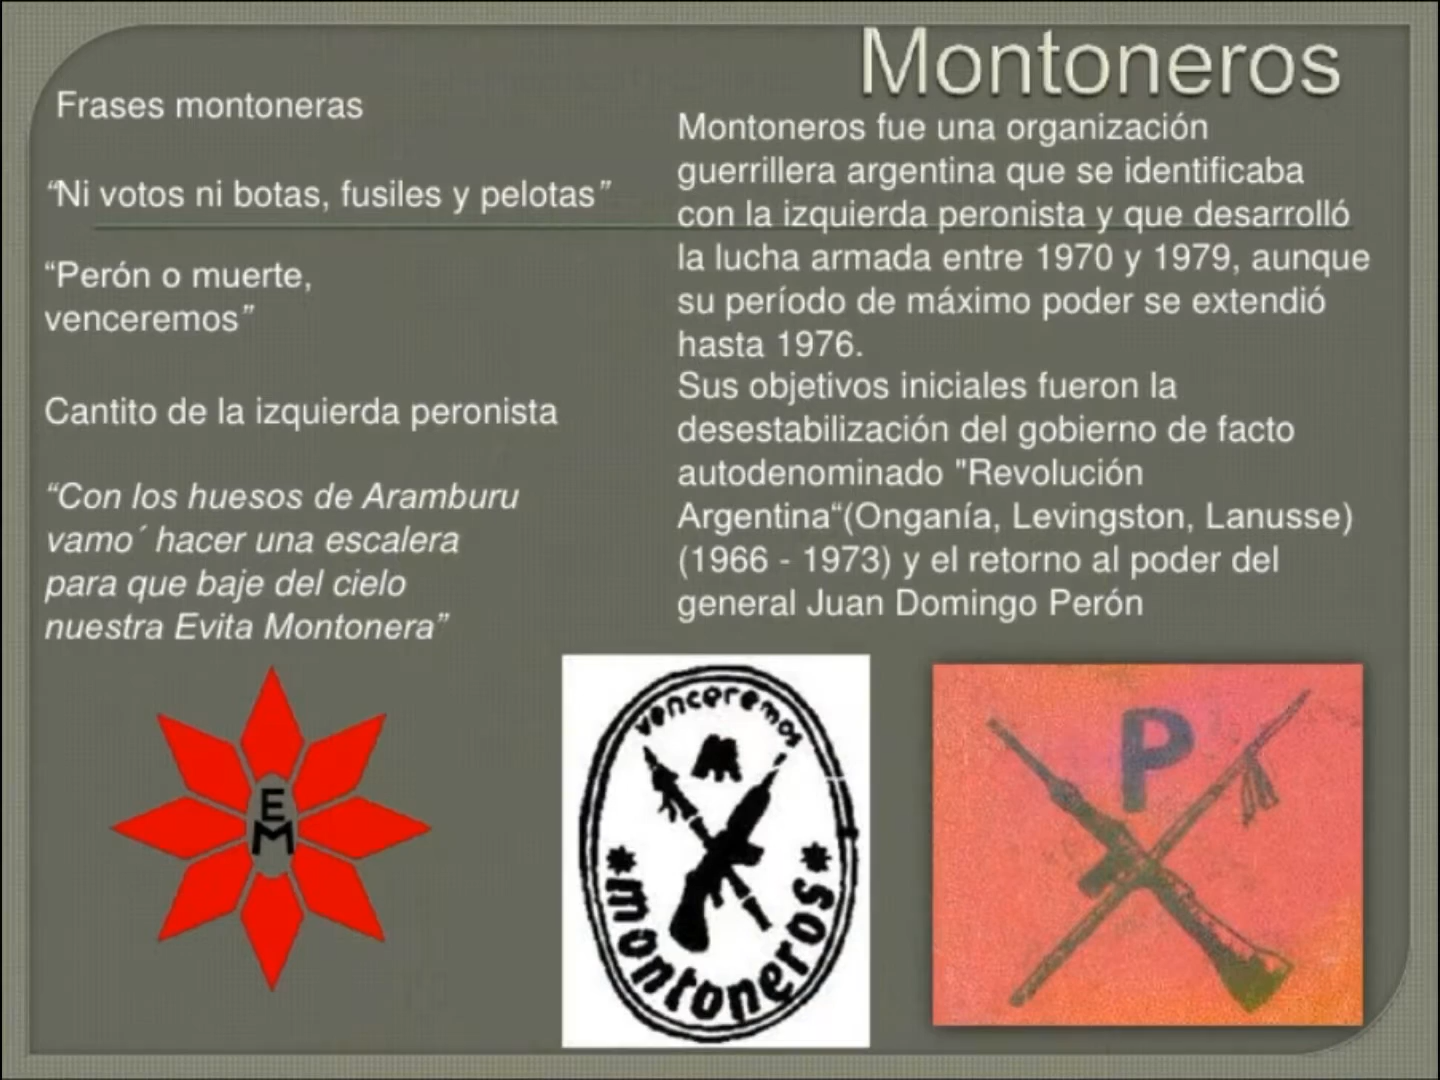 Montoneros
Frases montoneras
“Ni votos ni botas, fusiles y pelotas”
“Perón o muerte,
venceremos”
Cantito de la izquierda peronista
“Con los huesos de Aramburu
vamo´ hacer una escalera
para que baje del cielo
nuestra Evita Montonera”
Montoneros fue una organización
guerrillera argentina que se identificaba
con la izquierda peronista y que desarrolló
la lucha armada entre 1970 y 1979, aunque
su período de máximo poder se extendió
hasta 1976.
Sus objetivos iniciales fueron la
desestabilización del gobierno de facto
autodenominado "Revolución
Argentina“(Onganía, Levingston, Lanusse)
(1966 - 1973) y el retorno al poder del
general Juan Domingo Perón
E
M
venceremos
M
montoneros
P